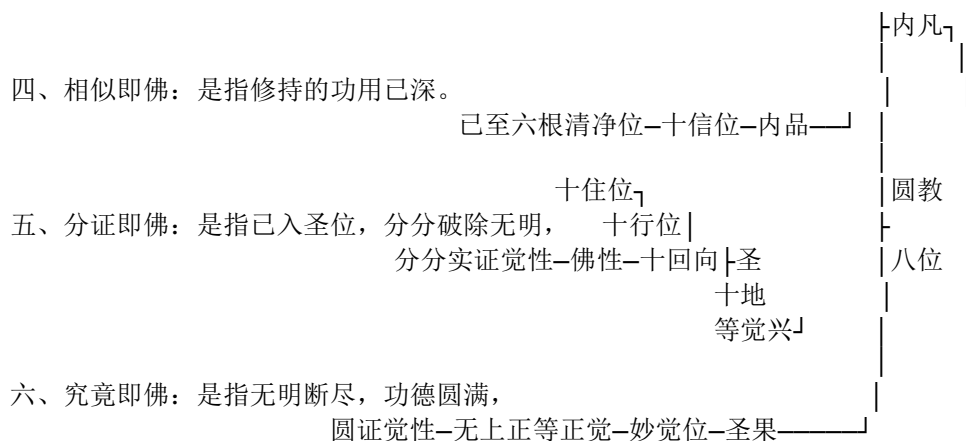 ├内凡┐
│    │
四、相似即佛：是指修持的功用已深。 │
已至六根清净位—十信位—内品——┘ │
│
十住位┐ │圆教
五、分证即佛：是指已入圣位，分分破除无明， 十行位│ ├
分分实证觉性—佛性—十回向├圣 │八位
十地 │
等觉兴┘ │
│
六、究竟即佛：是指无明断尽，功德圆满， │
圆证觉性—无上正等正觉—妙觉位—圣果—————┘